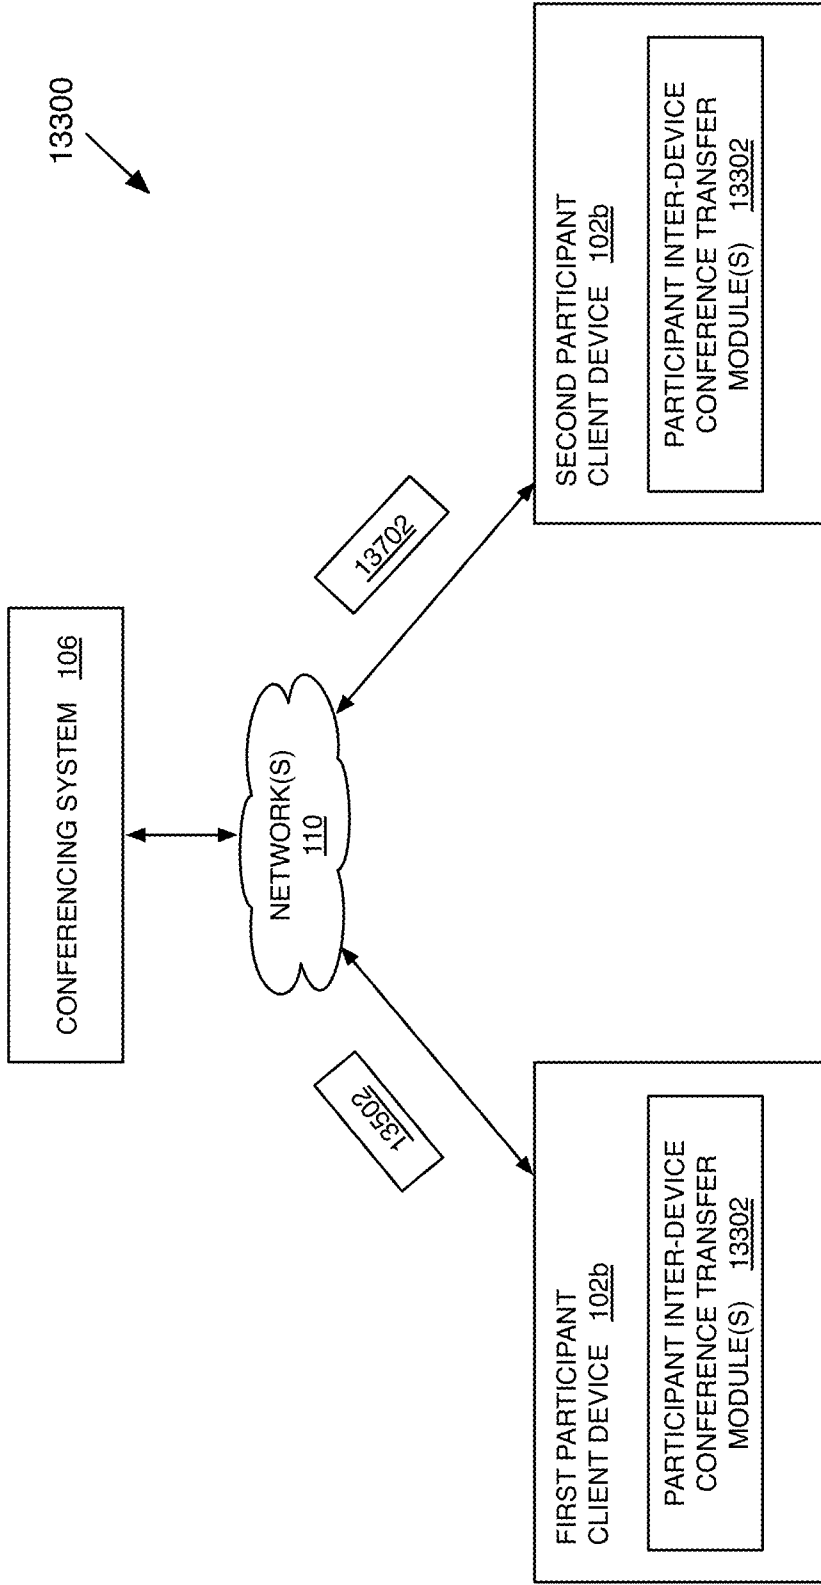 13300
CONFERENCING SYSTEM 106
NETWORK(S)
110
13502
13702
FIRST PARTICIPANT
CLIENT DEVICE 102b
PARTICIPANT INTER-DEVICE
CONFERENCE TRANSFER
MODULE(S) 13302
SECOND PARTICIPANT
CLIENT DEVICE 102b
PARTICIPANT INTER-DEVICE
CONFERENCE TRANSFER
MODULE(S) 13302